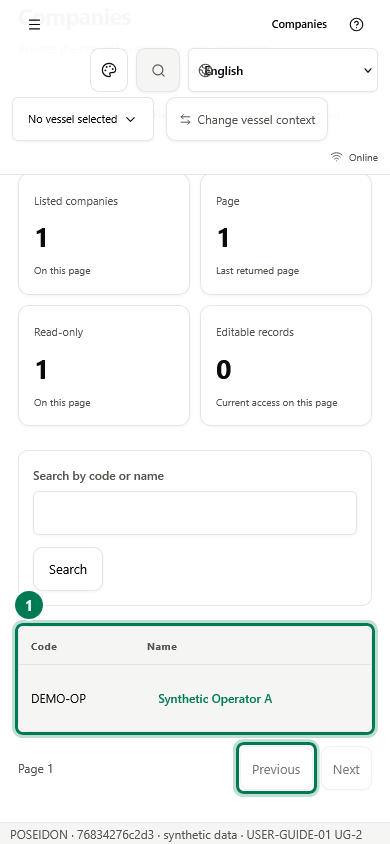 Companies
Companies
English
No vessel selected
Change vessel context
Online
Listed companies
1
On this page
Page
1
Last returned page
Read-only
1
On this page
Editable records
0
Current access on this page
Search by code or name
Search
1
Code Name
DEMO-OP Synthetic Operator A
Page 1
Previous
Next
POSEIDON · 76834276c2d3 · synthetic data · USER-GUIDE-01 UG-2